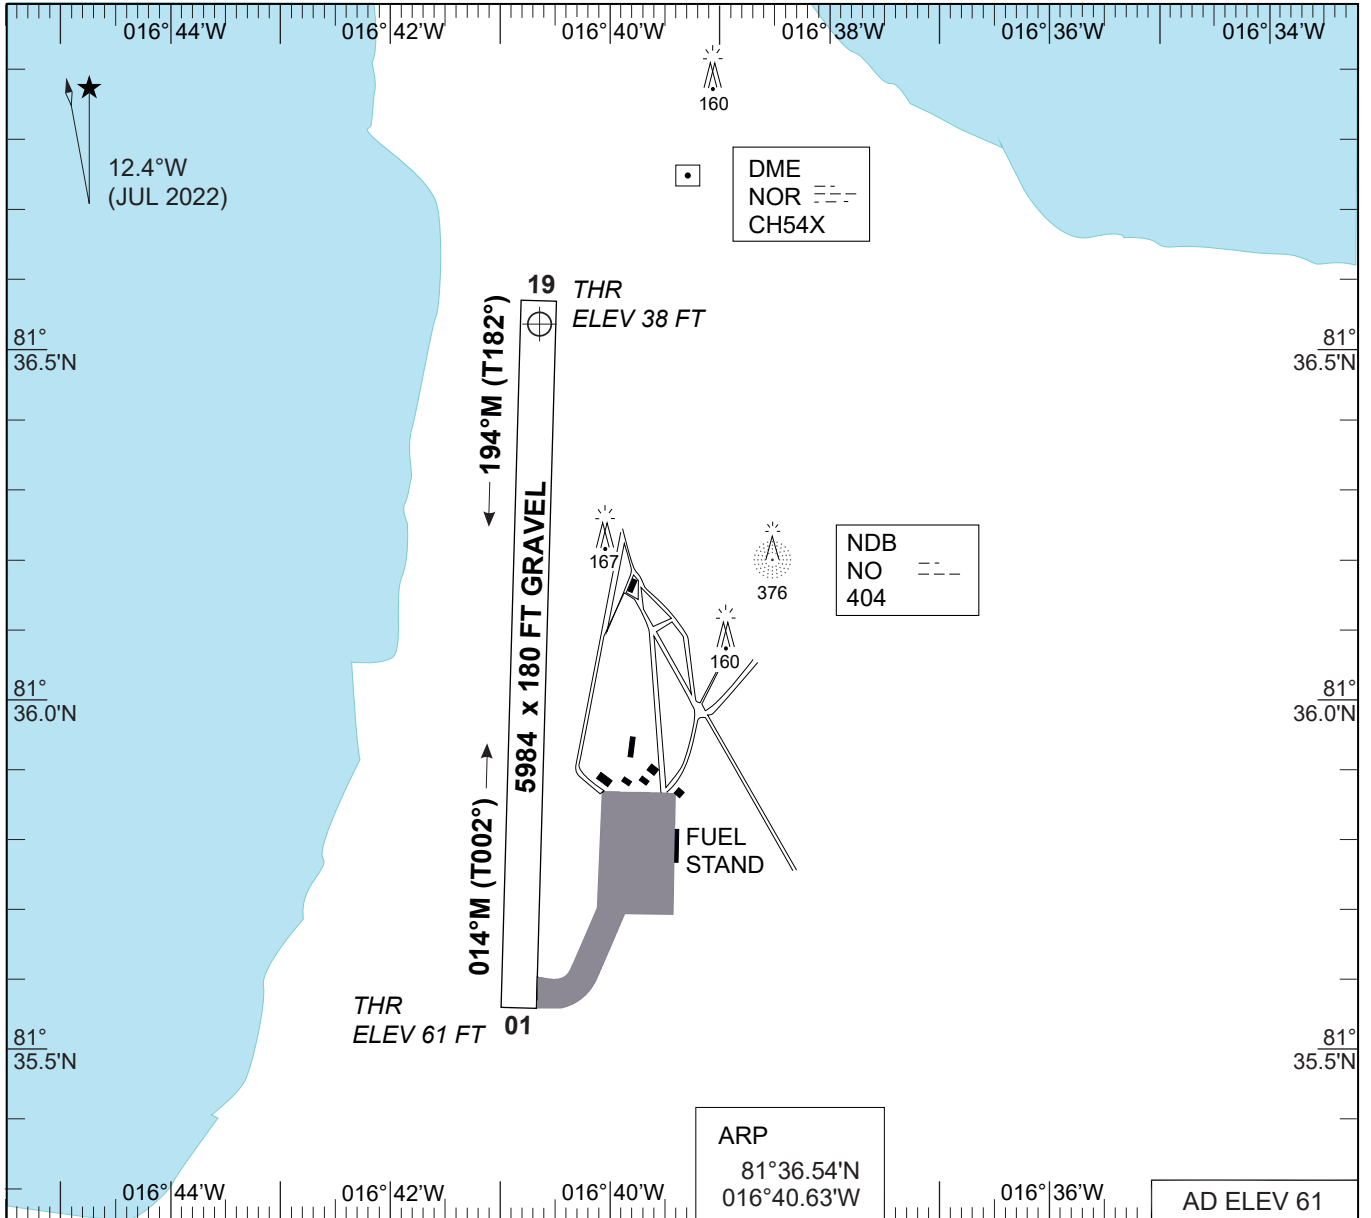 016°44'W 016°42'W 016°40'W 016°38'W 016°36'W 016°34'W
160
12.4°W
(JUL 2022)
DME
NOR
CH54X
19
THR
ELEV 38 FT
194°M (T182°)
81°
36.5'N
81°
36.5'N
5984 x 180 FT GRAVEL
167
376
NDB
NO
404
160
81°
36.0'N
81°
36.0'N
014°M (T002°)
FUEL
STAND
THR
ELEV 61 FT
01
81°
35.5'N
81°
35.5'N
ARP
81°36.54'N
016°40.63'W
016°44'W 016°42'W 016°40'W 016°36'W
AD ELEV 61